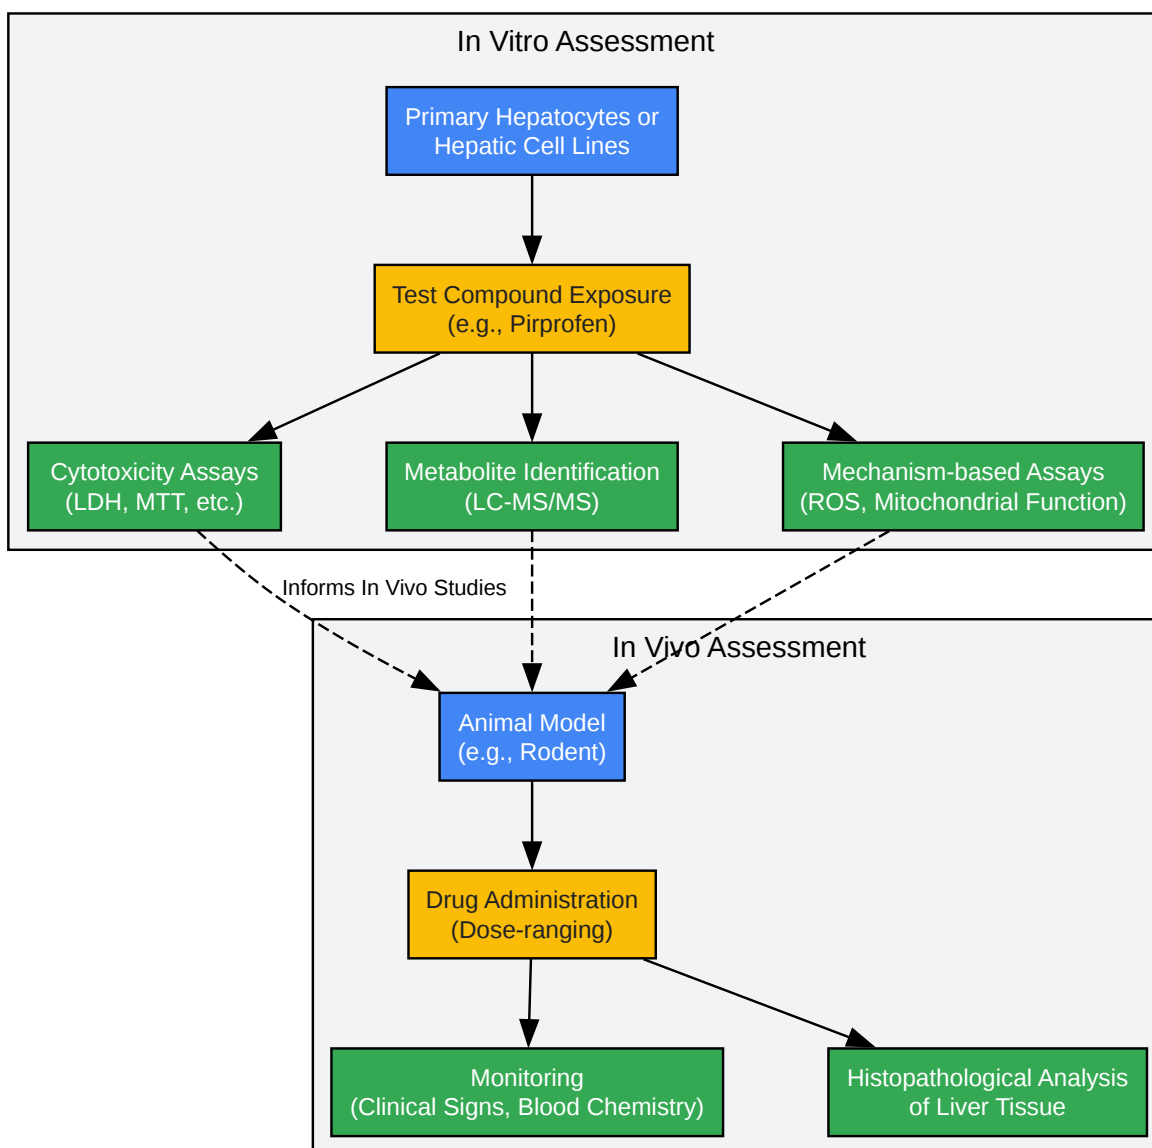 In Vitro Assessment
Primary Hepatocytes or
Hepatic Cell Lines
Test Compound Exposure
(e.g., Pirprofen)
Cytotoxicity Assays
(LDH, MTT, etc.)
Metabolite Identification
(LC-MS/MS)
Mechanism-based Assays
(ROS, Mitochondrial Function)
Informs In Vivo Studies
In Vivo Assessment
Animal Model
(e.g., Rodent)
Drug Administration
(Dose-ranging)
Monitoring
(Clinical Signs, Blood Chemistry)
Histopathological Analysis
of Liver Tissue